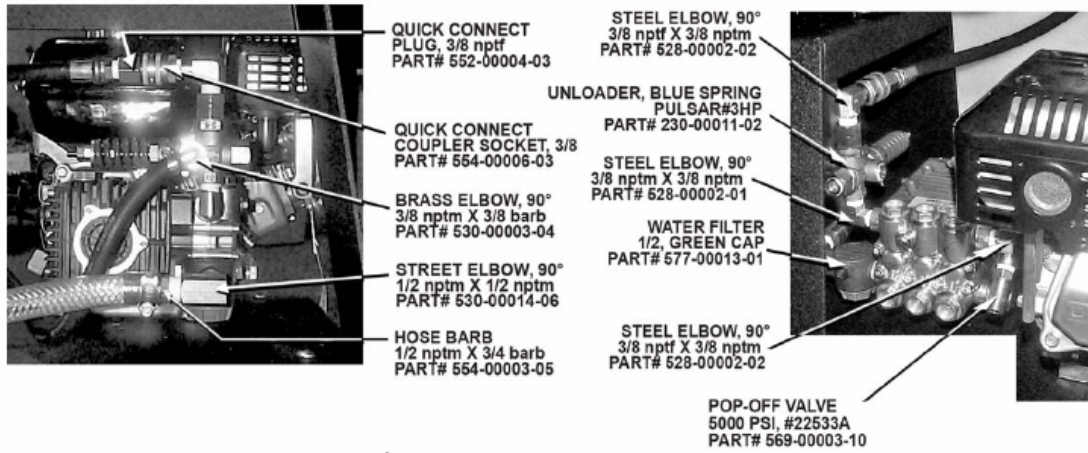 QUICK CONNECT
PLUG, 3/8 nptf
PART# 552-00004-03
QUICK CONNECT
COUPLER SOCKET, 3/8
PART# 554-00006-03
BRASS ELBOW, 90°
3/8 nptm X 3/8 barb
PART# 530-00003-04
STREET ELBOW, 90°
1/2 nptm X 1/2 nptm
PART# 530-00014-06
HOSE BARB
1/2 nptm X 3/4 barb
PART# 554-00003-05
STEEL ELBOW, 90°
3/8 nptf X 3/8 nptm
PART# 528-00002-02
UNLOADER, BLUE SPRING
PULSAR#3HP
PART# 230-00011-02
STEEL ELBOW, 90°
3/8 nptm X 3/8 nptm
PART# 528-00002-01
WATER FILTER
1/2, GREEN CAP
PART# 577-00013-01
STEEL ELBOW, 90°
3/8 nptf X 3/8 nptm
PART# 528-00002-02
POP-OFF VALVE
5000 PSI, #22533A
PART# 569-00003-10